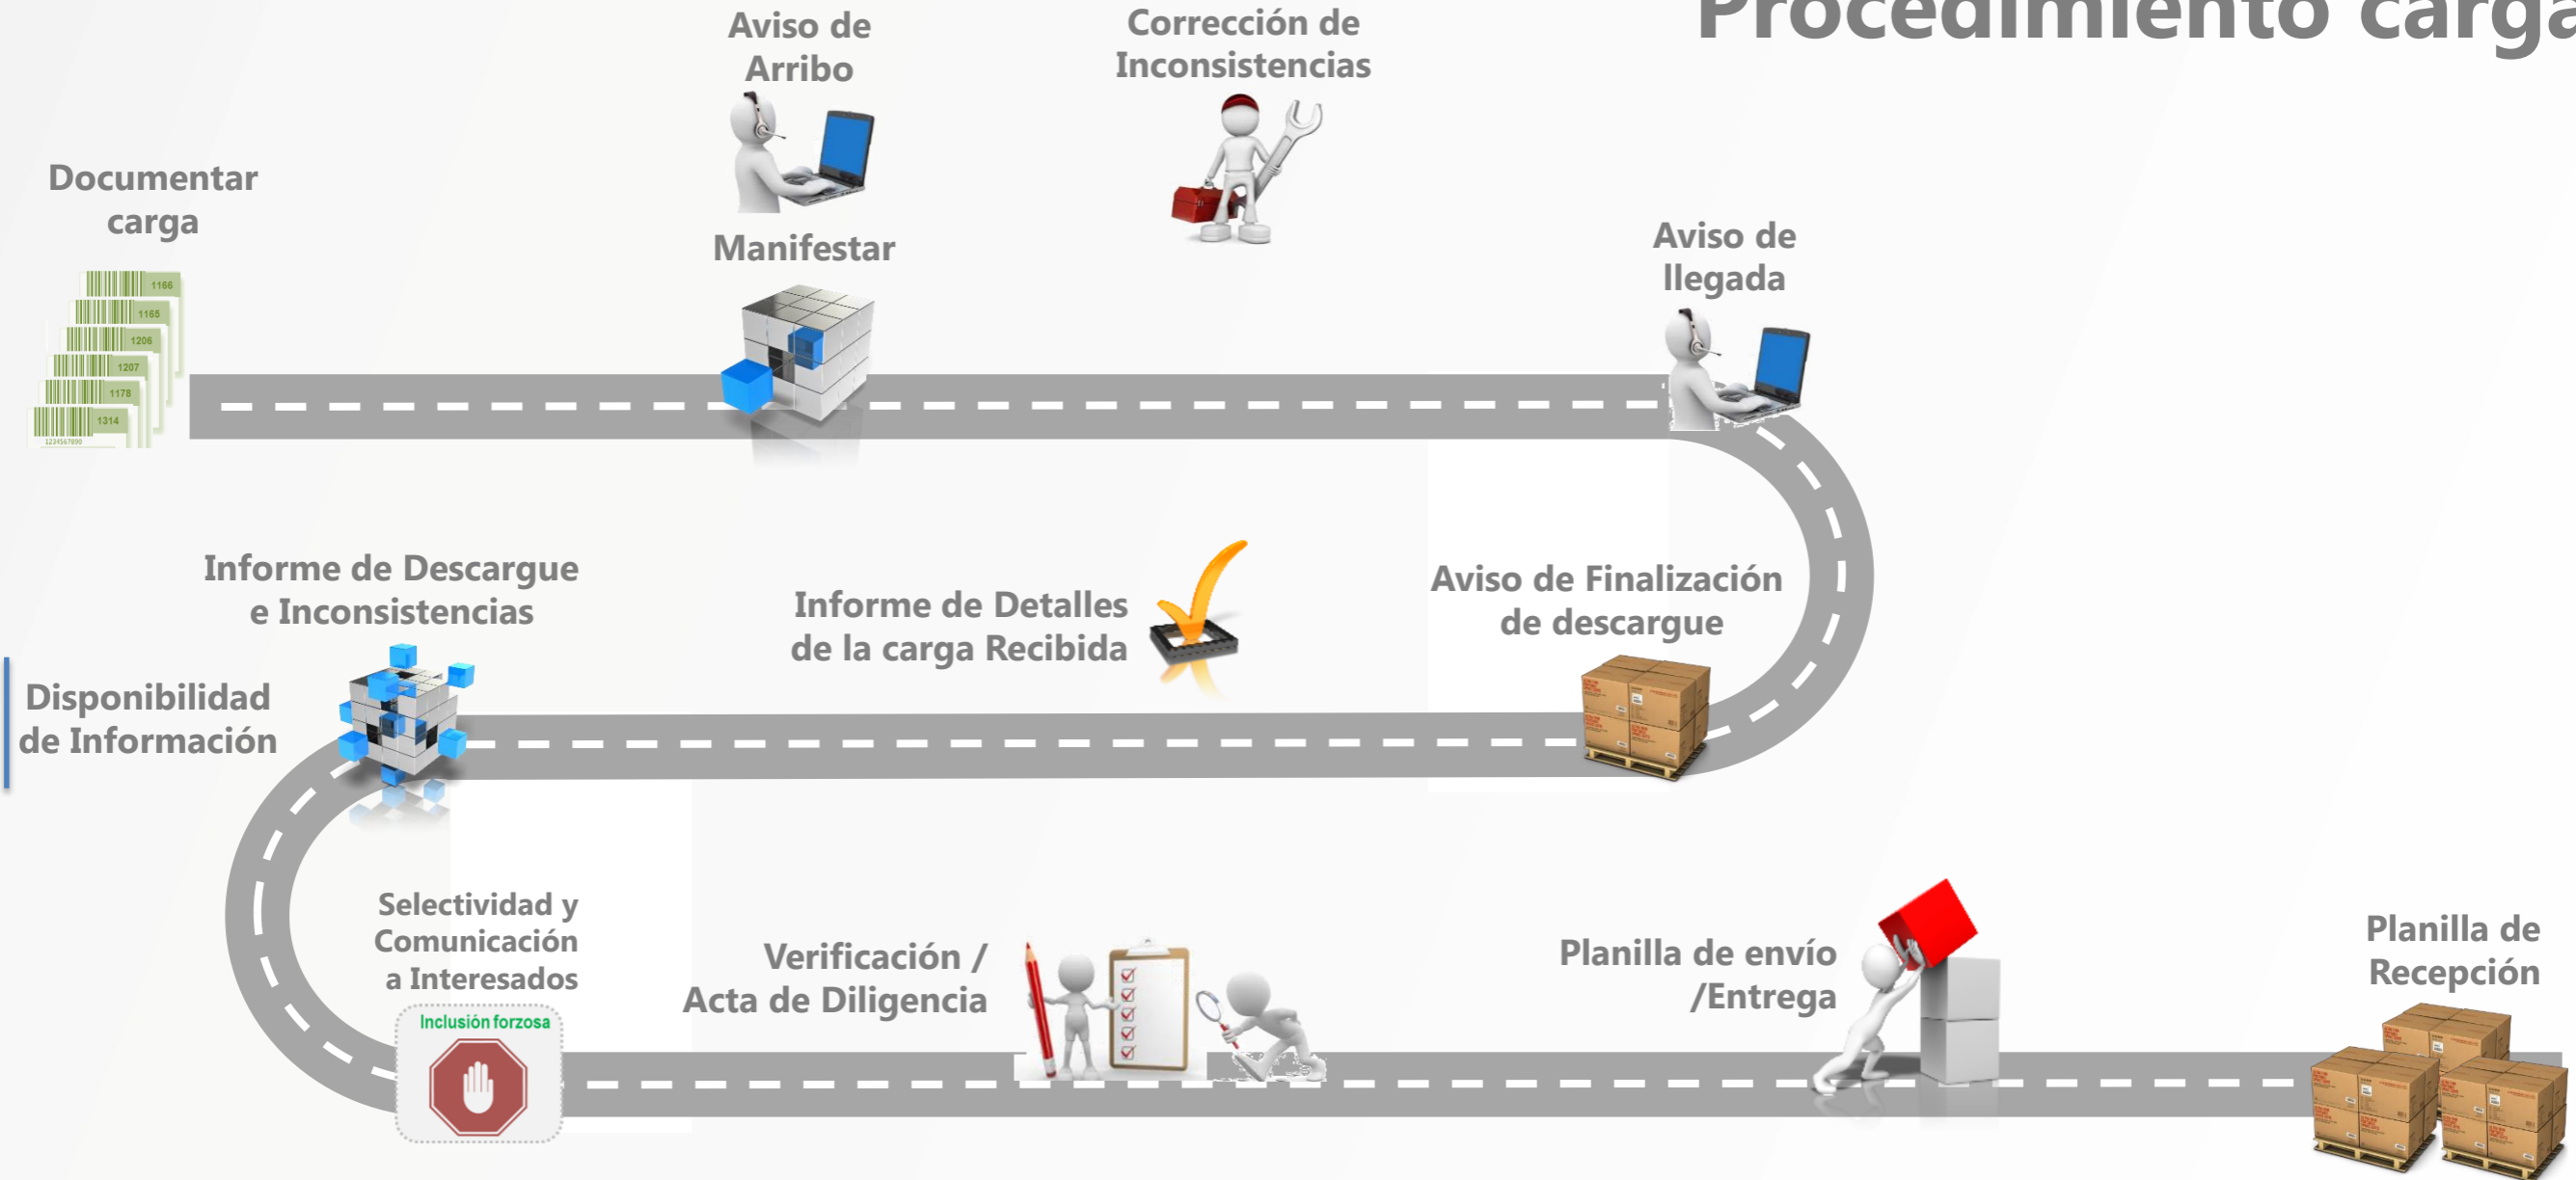 Procedimiento carga
Aviso de
Arribo
Corrección de
Inconsistencias
Documentar
carga
1166
1165
1206
1207
1178
1314
1234567890
Manifestar
Aviso de
llegada
Informe de Descargue
e Inconsistencias
Informe de Detalles
de la carga Recibida
Aviso de Finalización
de descargue
Disponibilidad
de Información
Selectividad y
Comunicación
a Interesados
Inclusión forzosa
Verificación /
Acta de Diligencia
Planilla de envío
/Entrega
Planilla de
Recepción